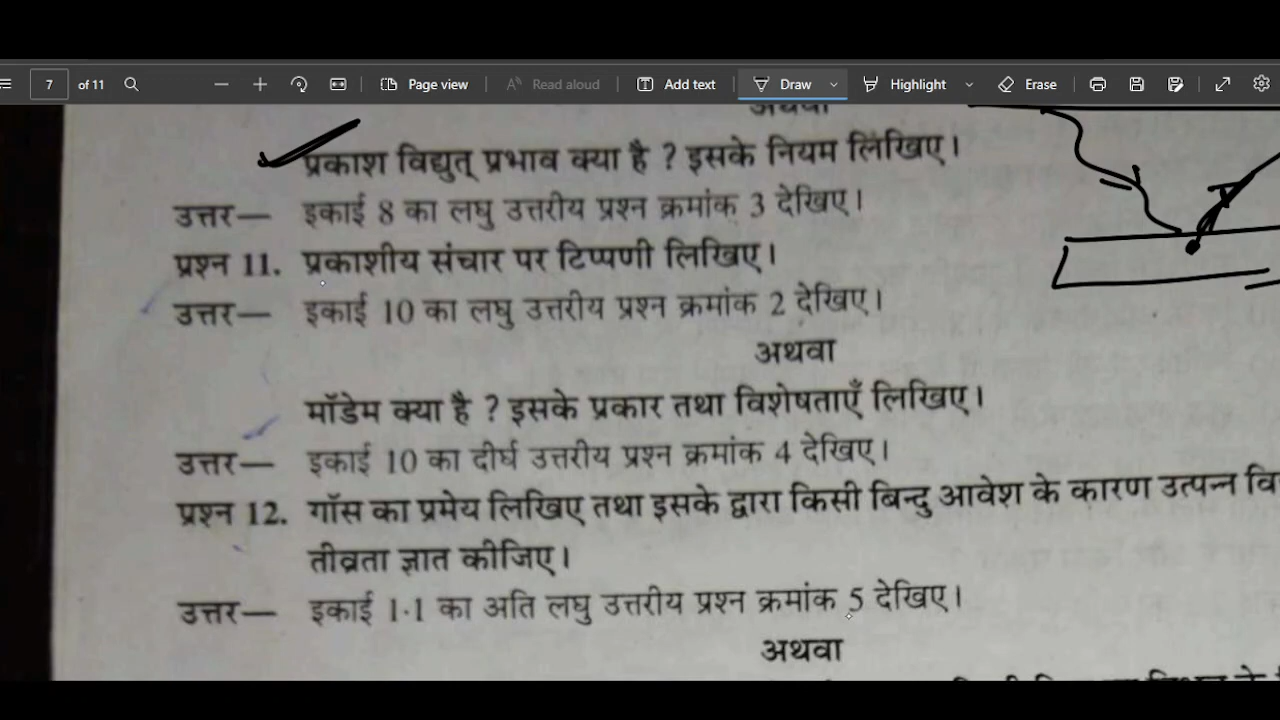 7 of 11 Page view Read aloud Add text Draw Highlight Erase
अथवा
प्रकाश विद्युत् प्रभाव क्या है ? इसके नियम लिखिए।
उत्तर— इकाई 8 का लघु उत्तरीय प्रश्न क्रमांक 3 देखिए।
प्रश्न 11. प्रकाशीय संचार पर टिप्पणी लिखिए।
उत्तर— इकाई 10 का लघु उत्तरीय प्रश्न क्रमांक 2 देखिए।
अथवा
मॉडेम क्या है ? इसके प्रकार तथा विशेषताएँ लिखिए।
उत्तर— इकाई 10 का दीर्घ उत्तरीय प्रश्न क्रमांक 4 देखिए।
प्रश्न 12. गॉस का प्रमेय लिखिए तथा इसके द्वारा किसी बिन्दु आवेश के कारण उत्पन्न वि
तीव्रता ज्ञात कीजिए।
उत्तर— इकाई 1·1 का अति लघु उत्तरीय प्रश्न क्रमांक 5 देखिए।
अथवा